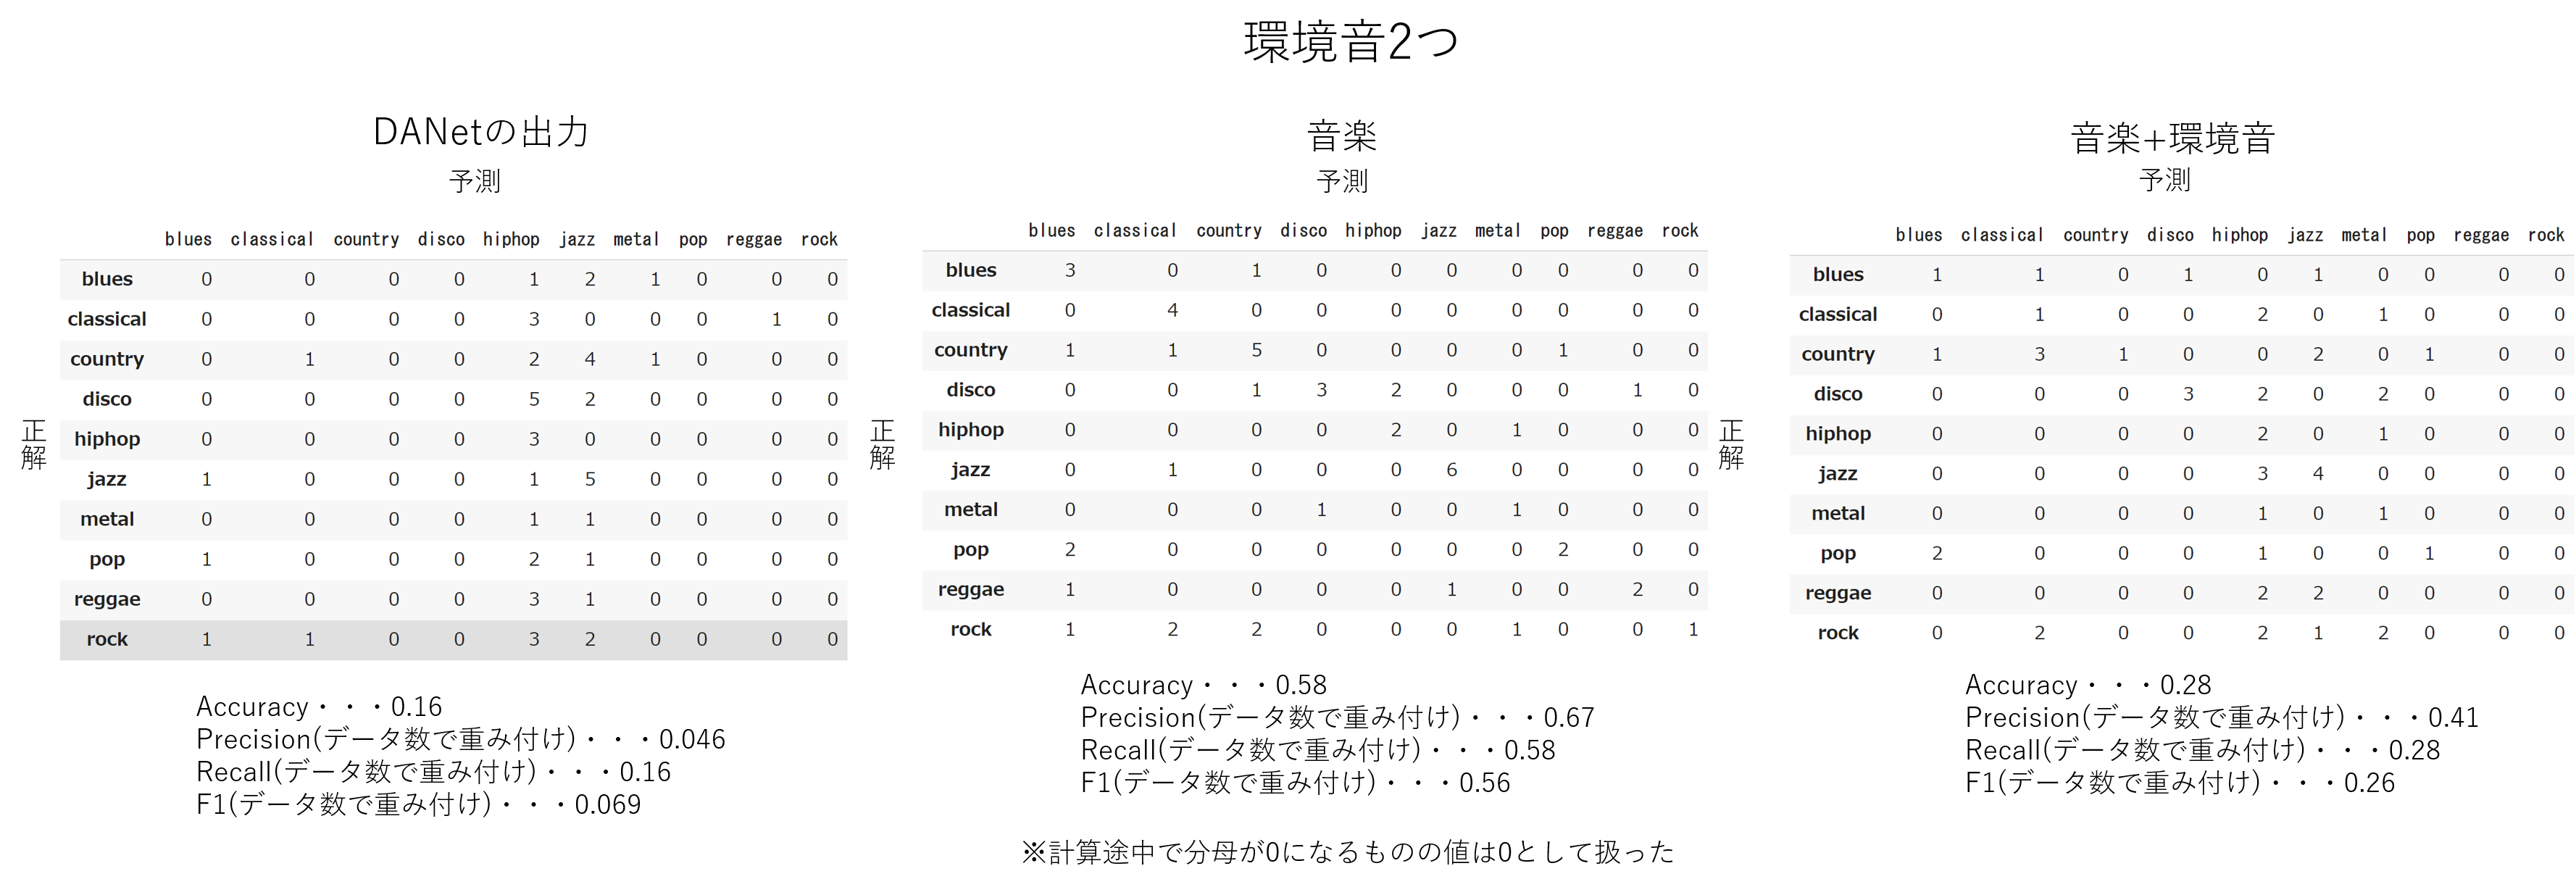 環境音2つ
DANetの出力
予測
blues classical country disco hiphop jazz metal pop reggae rock
blues 0 0 0 0 1 2 1 0 0 0
classical 0 0 0 0 3 0 0 0 1 0
country 0 1 0 0 2 4 1 0 0 0
disco 0 0 0 0 5 2 0 0 0 0
hiphop 0 0 0 0 3 0 0 0 0 0
jazz 1 0 0 0 1 5 0 0 0 0
metal 0 0 0 0 1 1 0 0 0 0
pop 1 0 0 0 2 1 0 0 0 0
reggae 0 0 0 0 3 1 0 0 0 0
rock 1 1 0 0 3 2 0 0 0 0
正解
Accuracy・・・0.16
Precision(データ数で重み付け)・・・0.046
Recall(データ数で重み付け)・・・0.16
F1(データ数で重み付け)・・・0.069
音楽
予測
blues classical country disco hiphop jazz metal pop reggae rock
blues 3 0 1 0 0 0 0 0 0 0
classical 0 4 0 0 0 0 0 0 0 0
country 1 1 5 0 0 0 0 1 0 0
disco 0 0 1 3 2 0 0 0 1 0
hiphop 0 0 0 0 2 0 1 0 0 0
jazz 0 1 0 0 0 6 0 0 0 0
metal 0 0 0 1 0 0 1 0 0 0
pop 2 0 0 0 0 0 0 2 0 0
reggae 1 0 0 0 0 1 0 0 2 0
rock 1 2 2 0 0 0 1 0 0 1
正解
Accuracy・・・0.58
Precision(データ数で重み付け)・・・0.67
Recall(データ数で重み付け)・・・0.58
F1(データ数で重み付け)・・・0.56
音楽+環境音
予測
blues classical country disco hiphop jazz metal pop reggae rock
blues 1 1 0 1 0 1 0 0 0 0
classical 0 1 0 0 2 0 1 0 0 0
country 1 3 1 0 0 2 0 1 0 0
disco 0 0 0 3 2 0 2 0 0 0
hiphop 0 0 0 0 2 0 1 0 0 0
jazz 0 0 0 0 3 4 0 0 0 0
metal 0 0 0 0 1 0 1 0 0 0
pop 2 0 0 0 1 0 0 1 0 0
reggae 0 0 0 0 2 2 0 0 0 0
rock 0 2 0 0 2 1 2 0 0 0
正解
Accuracy・・・0.28
Precision(データ数で重み付け)・・・0.41
Recall(データ数で重み付け)・・・0.28
F1(データ数で重み付け)・・・0.26
※計算途中で分母が0になるものの値は0として扱った